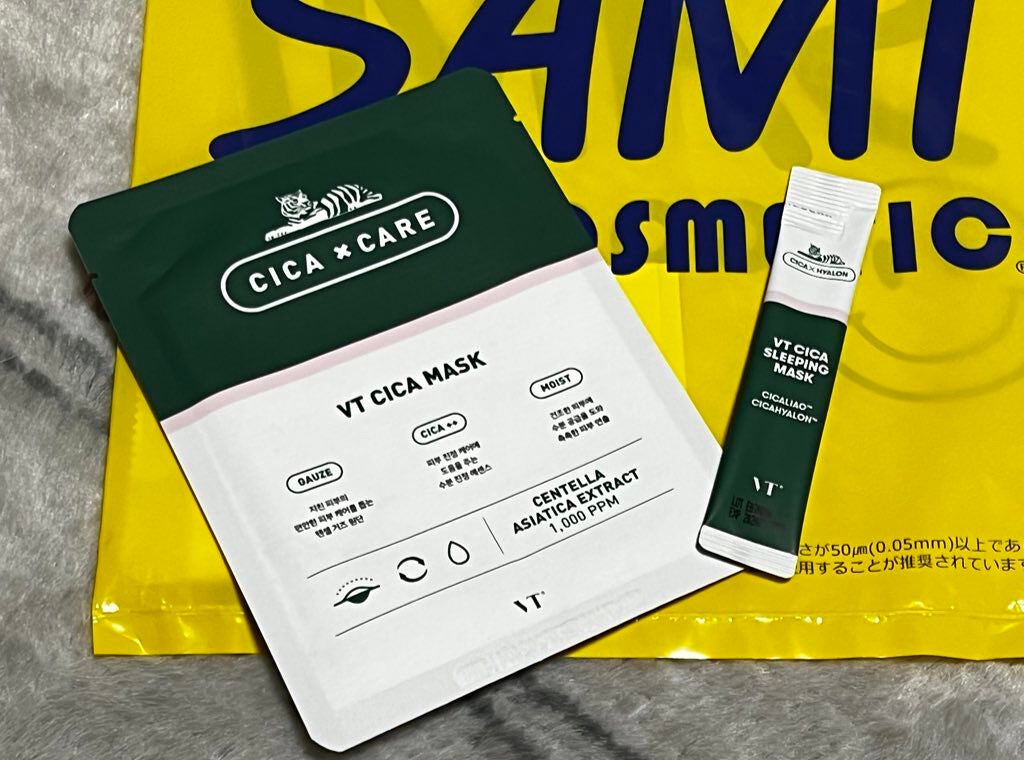 SAMI
COSMETIC®
CICA × CARE
VT CICA MASK
GAUZE
지친 피부의
편안한 피부 케어를 돕는
텐셀 거즈 원단
CICA ++
피부 진정 케어에
도움을 주는
수분 진정 에센스
MOIST
건조한 피부에
수분 공급을 도와
촉촉한 피부 연출
CENTELLA
ASIATICA EXTRACT
1,000 PPM
VT
CICA × HYALON
VT CICA
SLEEPING
MASK
CICALIAO™
CICAHYALON™
VT
さが50㎛(0.05mm)以上であ
用することが推奨されています